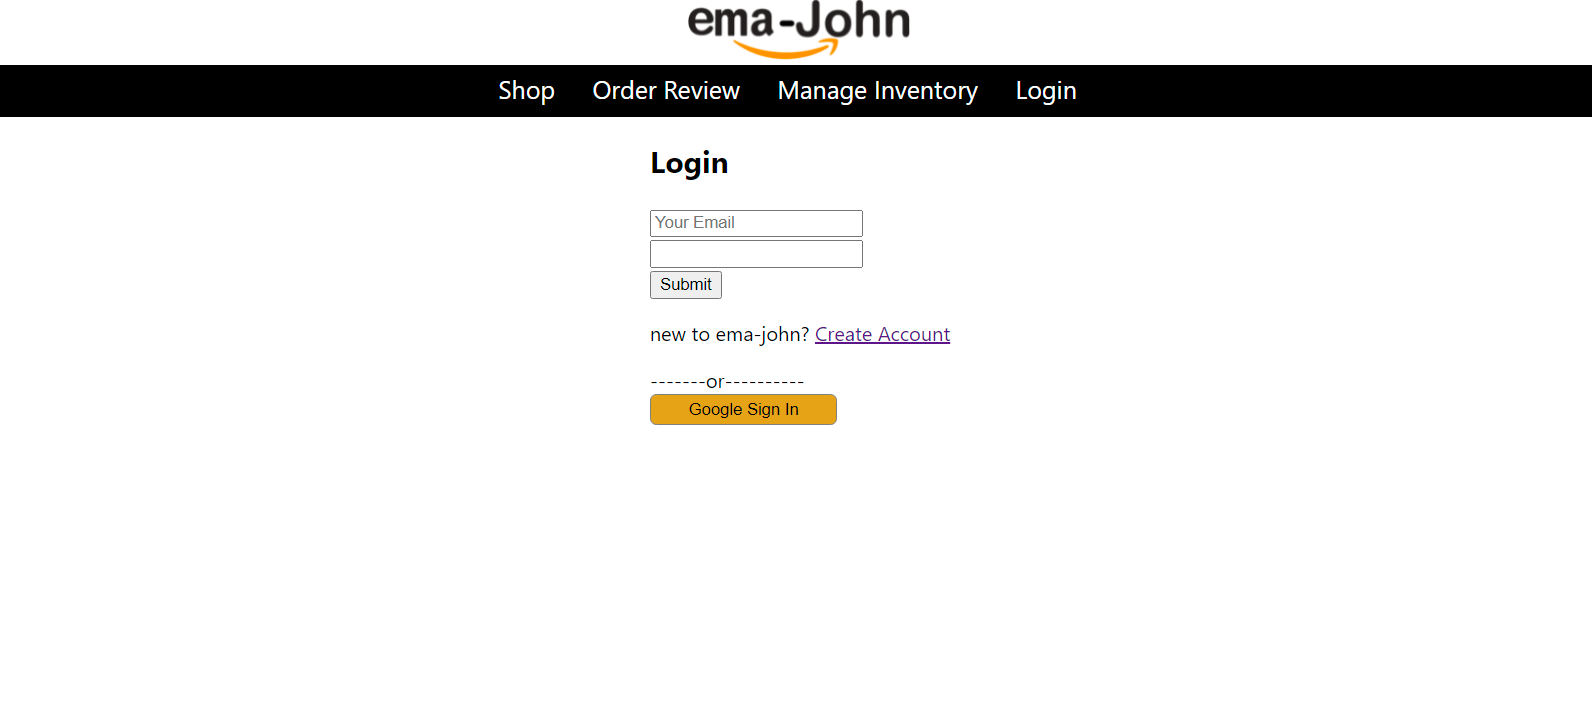 ema-John
Shop Order Review Manage Inventory Login
Login
Your Email
Submit
new to ema-john? Create Account
-------or----------
Google Sign In